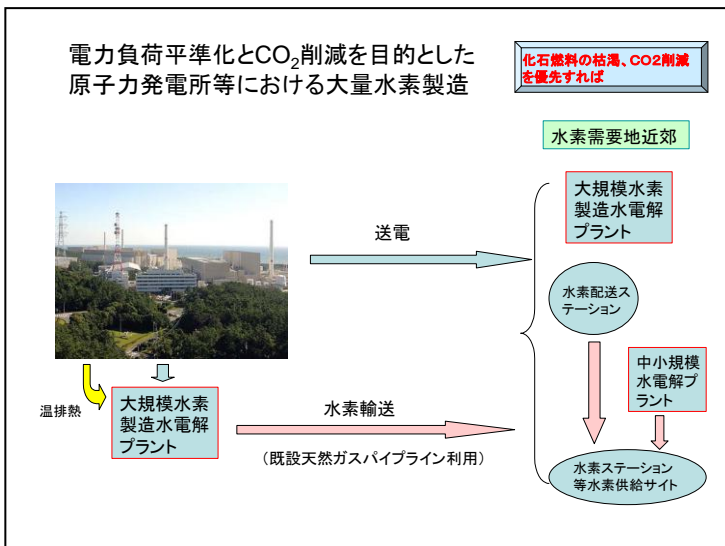 電力負荷平準化とCO2削減を目的とした
原子力発電所等における大量水素製造
化石燃料の枯渇、CO2削減
を優先すれば
水素需要地近郊
大規模水素
製造水電解
プラント
送電
水素配送ス
テーション
中小規模
水電解プ
ラント
温排熱
大規模水素
製造水電解
プラント
水素輸送
（既設天然ガスパイプライン利用）
水素ステーション
等水素供給サイト